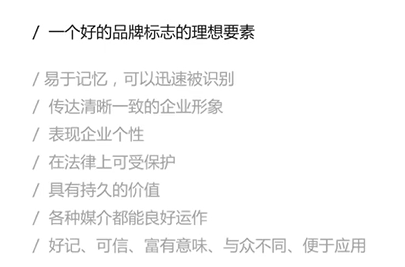 / 一个好的品牌标志的理想要素
/ 易于记忆，可以迅速被识别
/ 传达清晰一致的企业形象
/ 表现企业个性
/ 在法律上可受保护
/ 具有持久的价值
/ 各种媒介都能良好运作
/ 好记、可信、富有意味、与众不同、便于应用